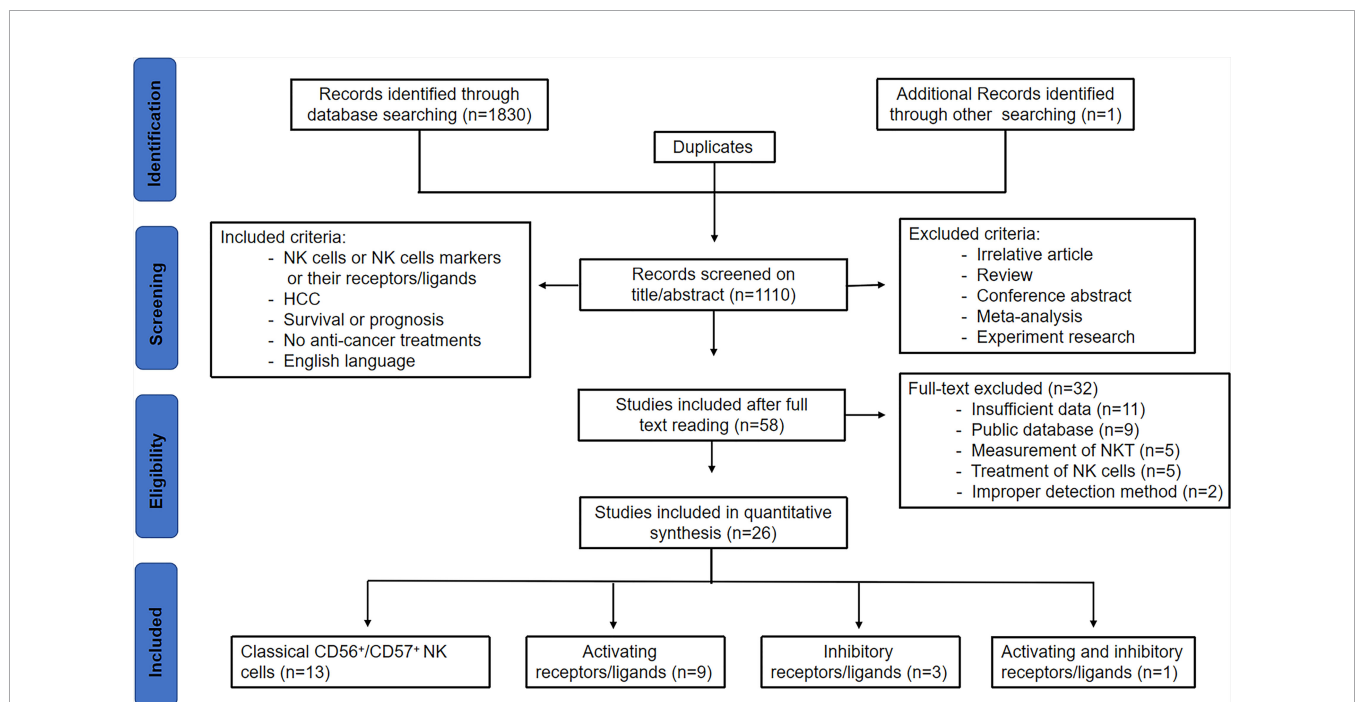 Identification
Records identified through
database searching (n=1830)
Additional Records identified
through other searching (n=1)
Duplicates
Screening
Included criteria:
- NK cells or NK cells markers
or their receptors/ligands
- HCC
- Survival or prognosis
- No anti-cancer treatments
- English language
Records screened on
title/abstract (n=1110)
Excluded criteria:
- Irrelative article
- Review
- Conference abstract
- Meta-analysis
- Experiment research
Eligibility
Studies included after full
text reading (n=58)
Full-text excluded (n=32)
- Insufficient data (n=11)
- Public database (n=9)
- Measurement of NKT (n=5)
- Treatment of NK cells (n=5)
- Improper detection method (n=2)
Studies included in quantitative
synthesis (n=26)
Included
Classical CD56⁺/CD57⁺ NK
cells (n=13)
Activating
receptors/ligands (n=9)
Inhibitory
receptors/ligands (n=3)
Activating and inhibitory
receptors/ligands (n=1)